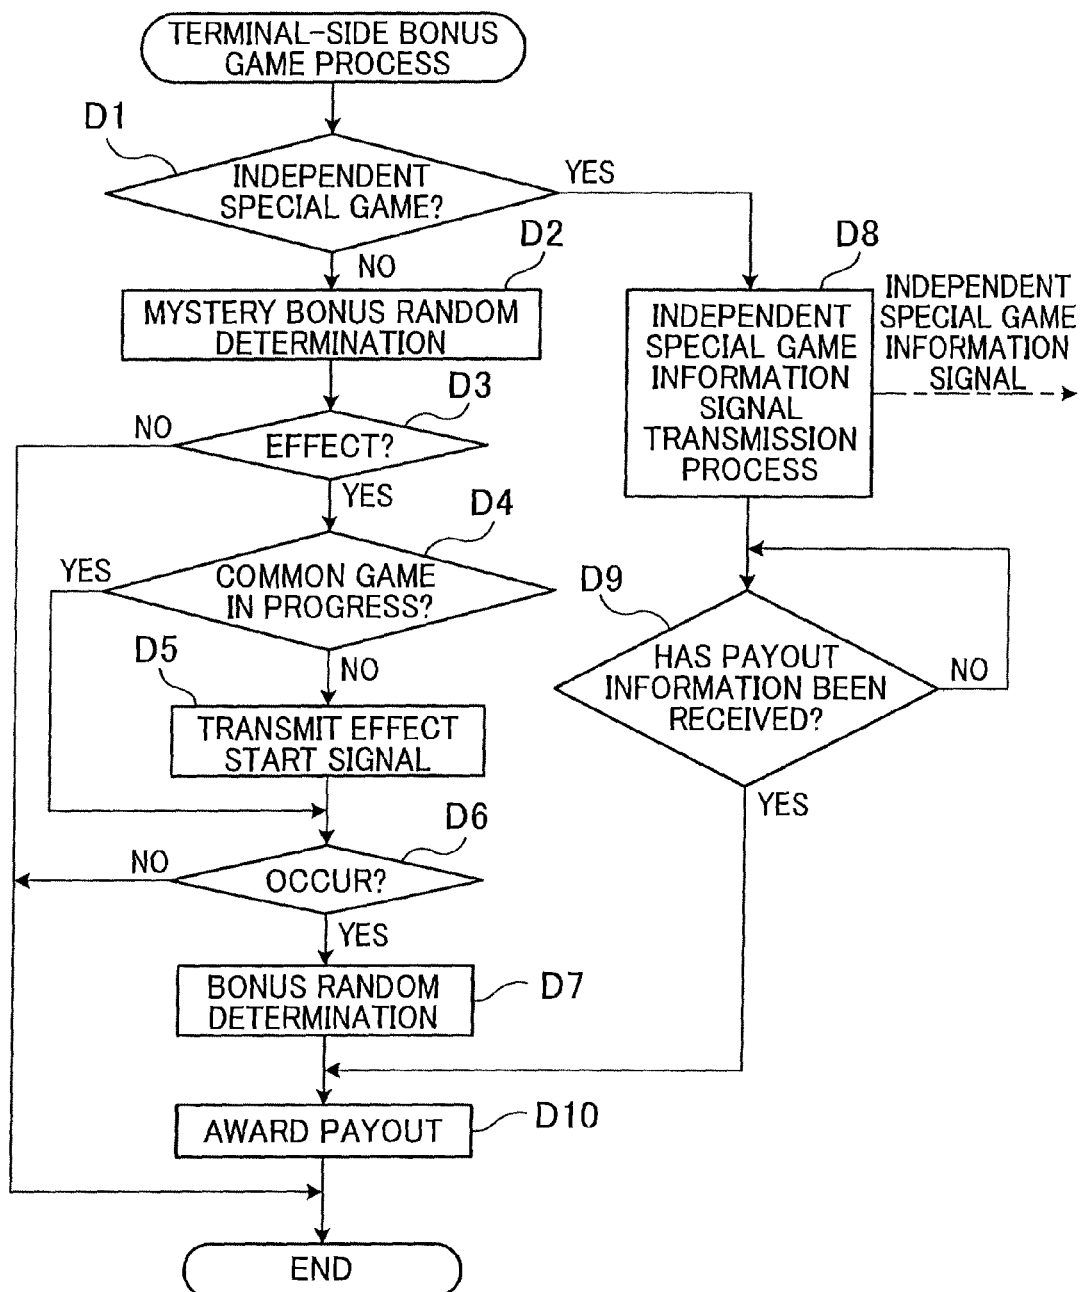 TERMINAL-SIDE BONUS
GAME PROCESS
D1
INDEPENDENT
SPECIAL GAME?
YES
NO
D2
MYSTERY BONUS RANDOM
DETERMINATION
D8
INDEPENDENT
SPECIAL GAME
INFORMATION
SIGNAL
TRANSMISSION
PROCESS
INDEPENDENT
SPECIAL GAME
INFORMATION
SIGNAL
D3
NO
EFFECT?
YES
D4
YES
COMMON GAME
IN PROGRESS?
NO
D9
HAS PAYOUT
INFORMATION BEEN
RECEIVED?
NO
YES
D5
TRANSMIT EFFECT
START SIGNAL
D6
NO
OCCUR?
YES
BONUS RANDOM
DETERMINATION
D7
AWARD PAYOUT
D10
END